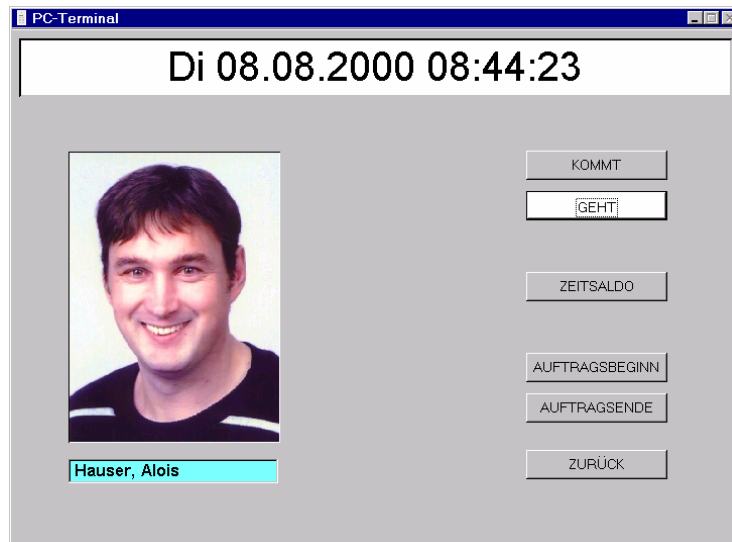 PC-Terminal
Di 08.08.2000 08:44:23
KOMMT
GEHT
ZEITSALDO
AUFTRAGSBEGINN
AUFTRAGSENDE
ZURÜCK
Hauser, Alois